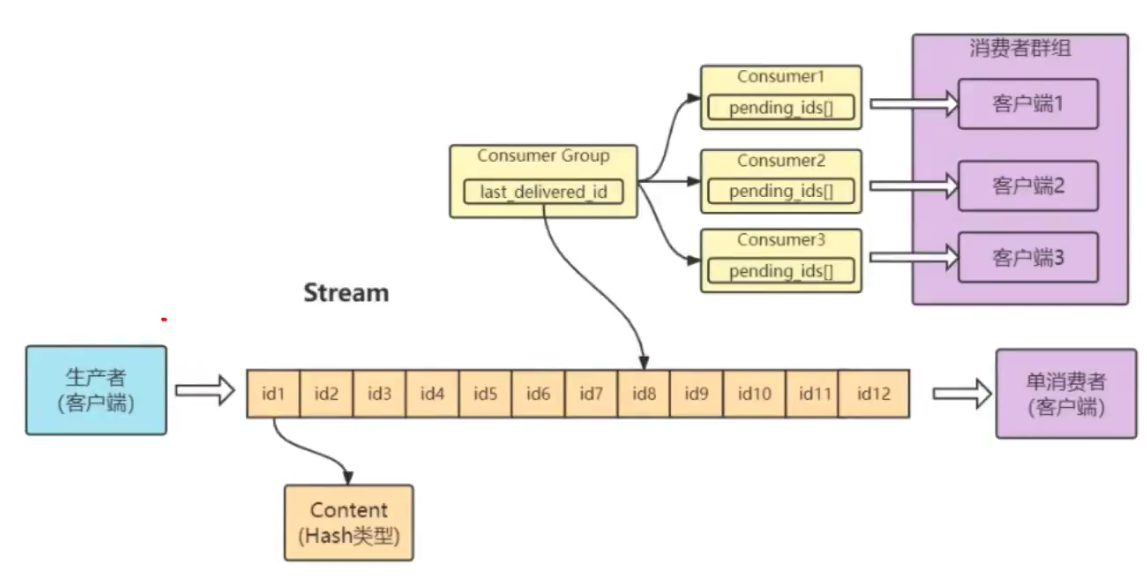 消费者群组
Consumer1
pending_ids[]
客户端1
Consumer Group
last_delivered_id
Consumer2
pending_ids[]
客户端2
Consumer3
pending_ids[]
客户端3
Stream
生产者
(客户端)
id1
id2
id3
id4
id5
id6
id7
id8
id9
id10
id11
id12
单消费者
(客户端)
Content
(Hash类型)